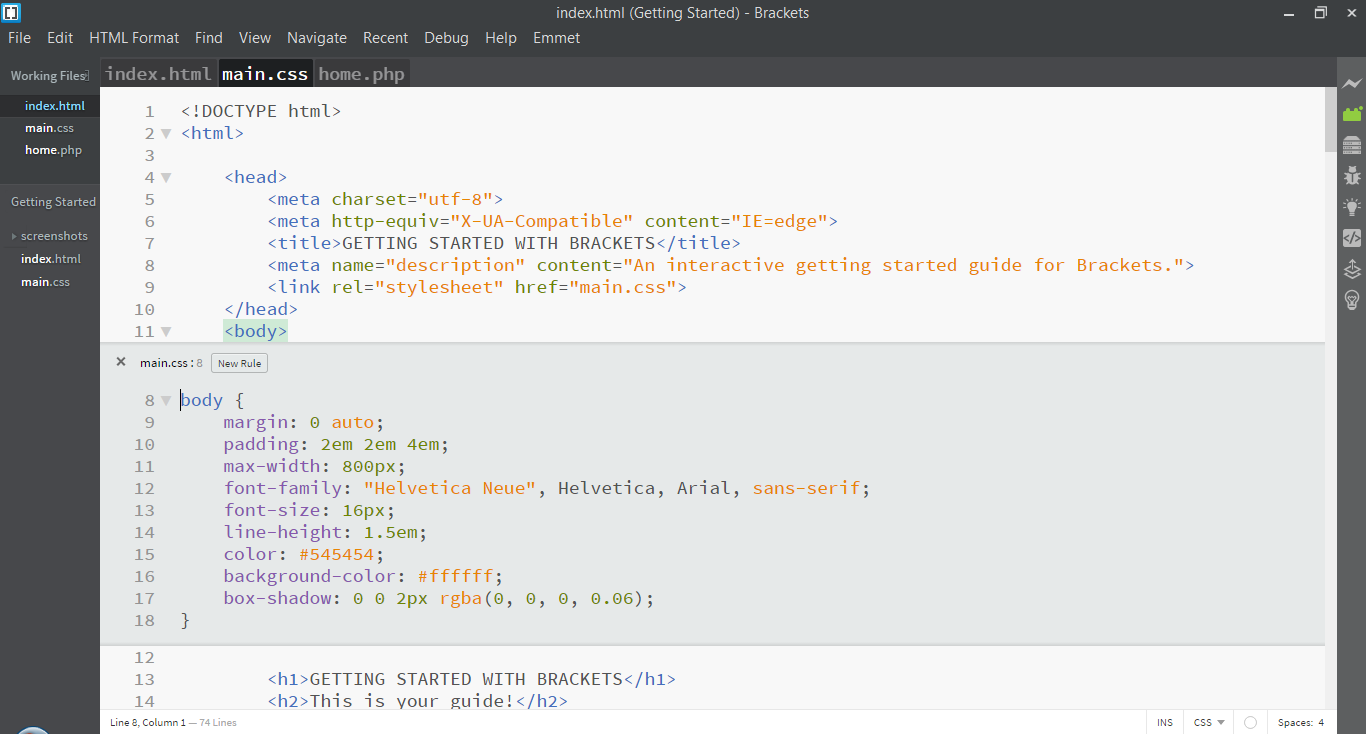 index.html (Getting Started) - Brackets
File Edit HTML Format Find View Navigate Recent Debug Help Emmet
Working Files
index.html
main.css
home.php
Getting Started
screenshots
index.html
main.css
index.html main.css home.php
1 <!DOCTYPE html>
2 <html>
3
4 <head>
5 <meta charset="utf-8">
6 <meta http-equiv="X-UA-Compatible" content="IE=edge">
7 <title>GETTING STARTED WITH BRACKETS</title>
8 <meta name="description" content="An interactive getting started guide for Brackets.">
9 <link rel="stylesheet" href="main.css">
10 </head>
11 <body>
main.css : 8 New Rule
8 body {
9 margin: 0 auto;
10 padding: 2em 2em 4em;
11 max-width: 800px;
12 font-family: "Helvetica Neue", Helvetica, Arial, sans-serif;
13 font-size: 16px;
14 line-height: 1.5em;
15 color: #545454;
16 background-color: #ffffff;
17 box-shadow: 0 0 2px rgba(0, 0, 0, 0.06);
18 }
12
13 <h1>GETTING STARTED WITH BRACKETS</h1>
14 <h2>This is your guide!</h2>
Line 8, Column 1 — 74 Lines
INS CSS Spaces: 4